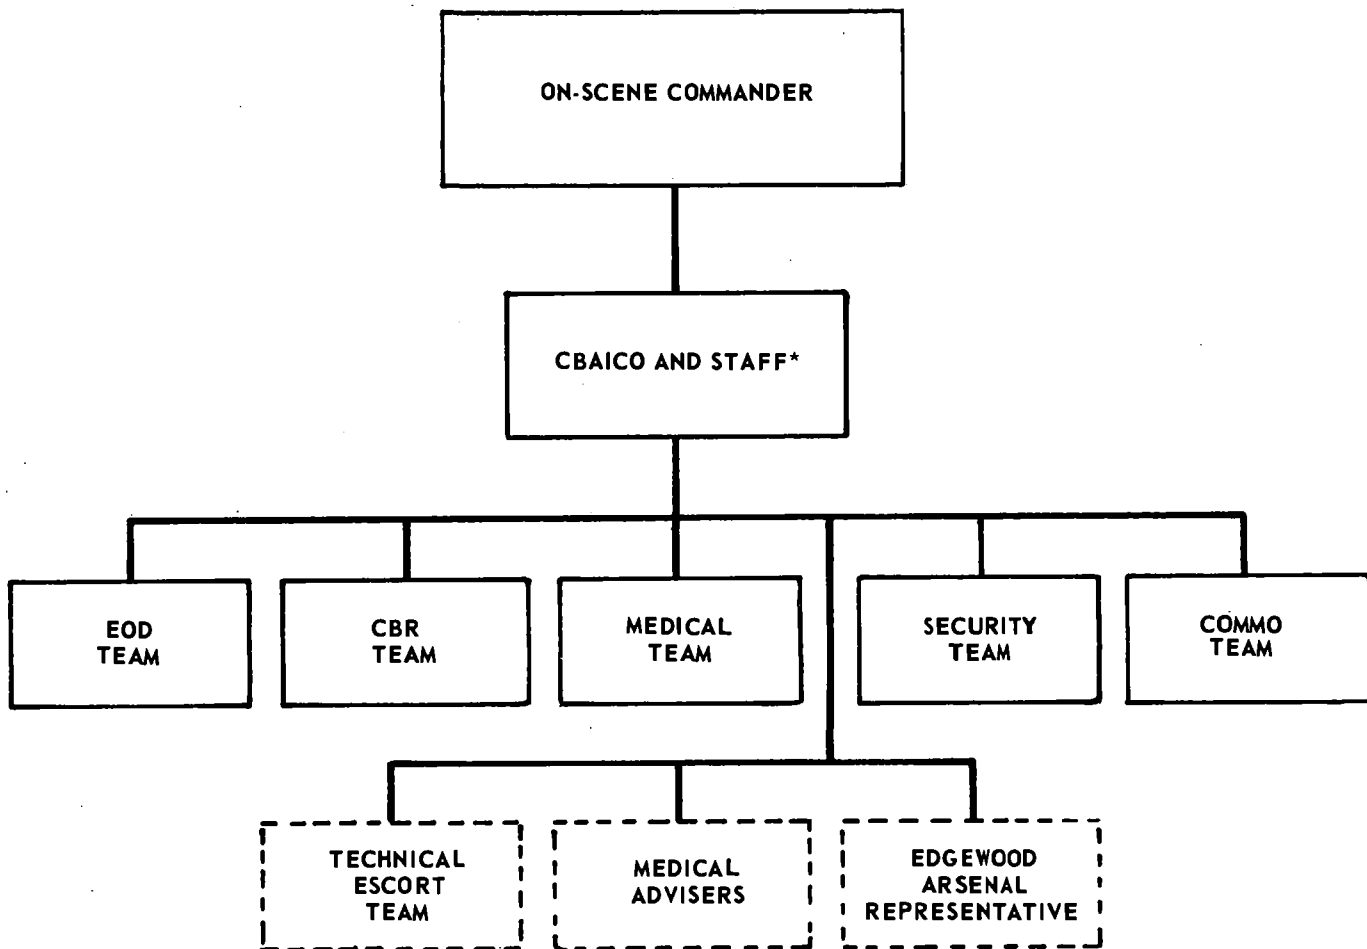 ON-SCENE COMMANDER
CBAICO AND STAFF*
EOD
TEAM
CBR
TEAM
MEDICAL
TEAM
SECURITY
TEAM
COMMO
TEAM
TECHNICAL
ESCORT
TEAM
MEDICAL
ADVISERS
EDGEWOOD
ARSENAL
REPRESENTATIVE